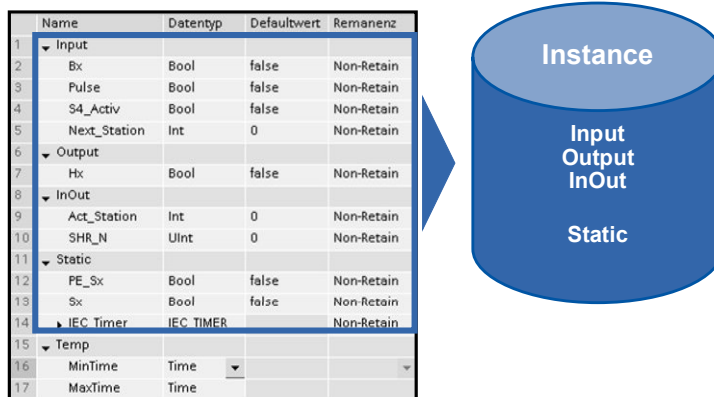 Name Datentyp Defaultwert Remanenz
1 Input
2 Bx Bool false Non-Retain
3 Pulse Bool false Non-Retain
4 S4_Activ Bool false Non-Retain
5 Next_Station Int 0 Non-Retain
6 Output
7 Hx Bool false Non-Retain
8 InOut
9 Act_Station Int 0 Non-Retain
10 SHR_N UInt 0 Non-Retain
11 Static
12 PE_Sx Bool false Non-Retain
13 Sx Bool false Non-Retain
14 IEC_Timer IEC_TIMER Non-Retain
15 Temp
16 MinTime Time
17 MaxTime Time
Instance
Input
Output
InOut
Static